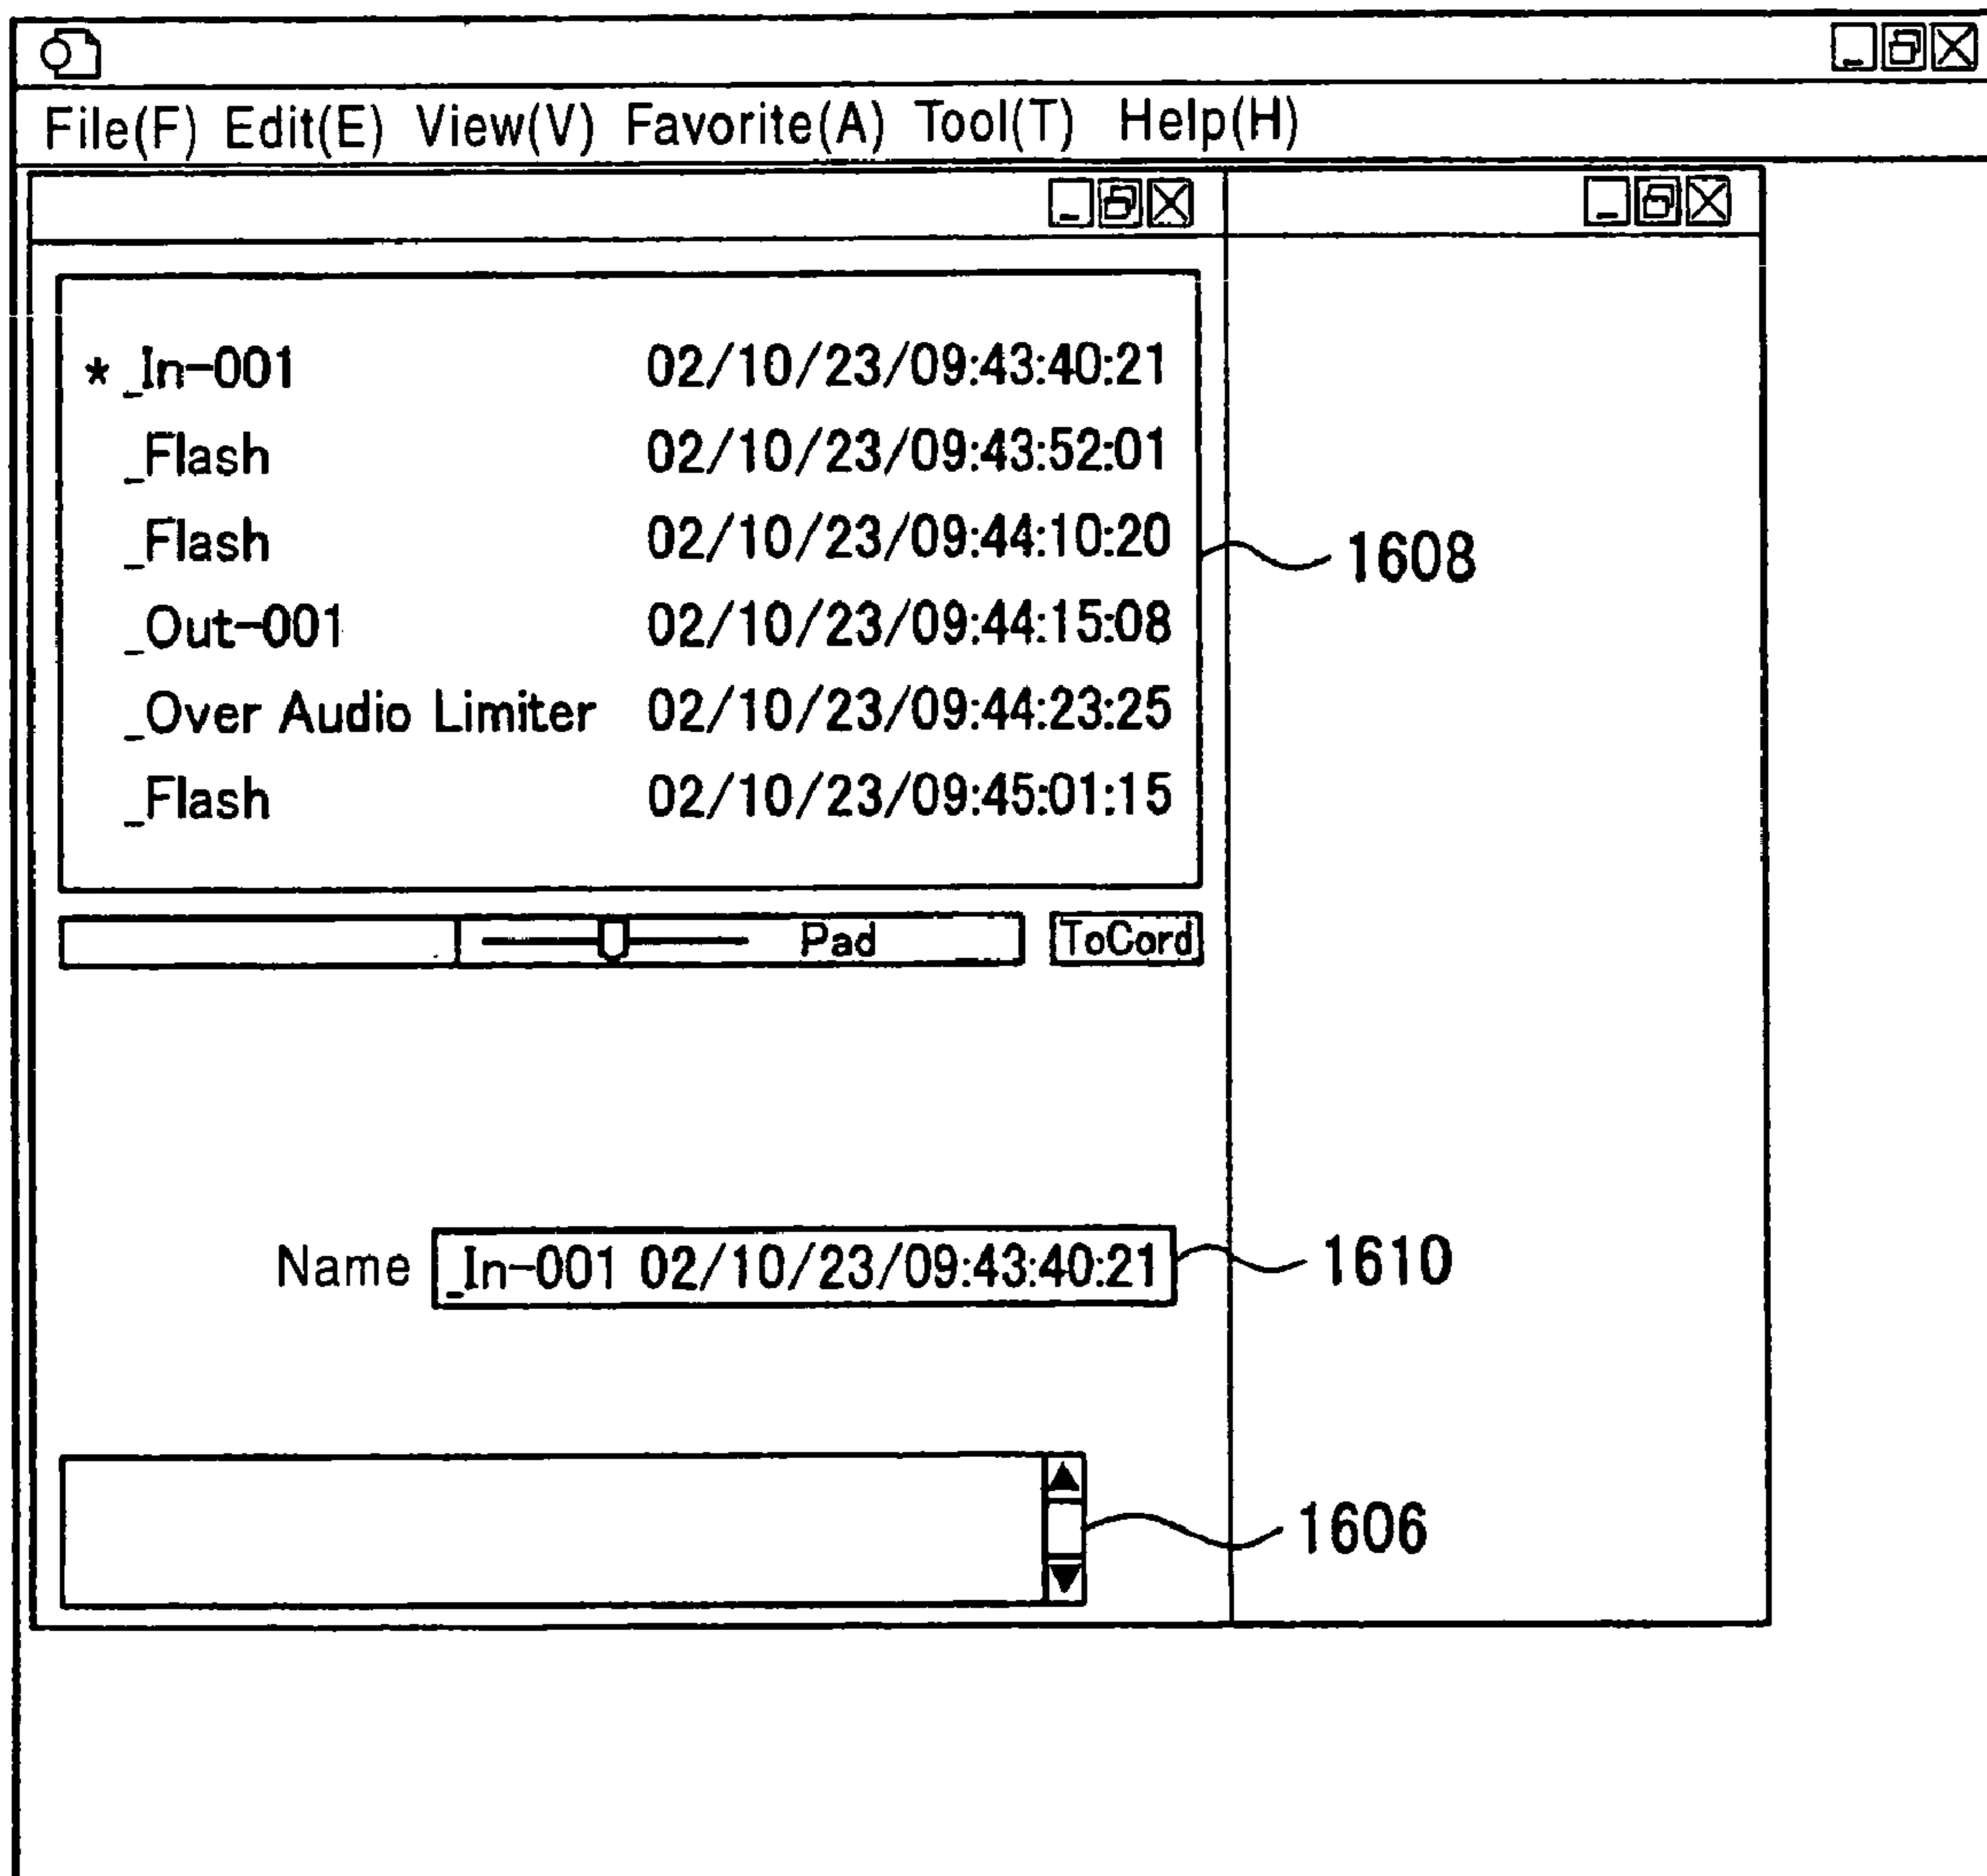 File(F) Edit(E) View(V) Favorite(A) Tool(T) Help(H)
* _In-001 02/10/23/09:43:40:21
_Flash 02/10/23/09:43:52:01
_Flash 02/10/23/09:44:10:20
1608
_Out-001 02/10/23/09:44:15:08
_Over Audio Limiter 02/10/23/09:44:23:25
_Flash 02/10/23/09:45:01:15
Pad ToCord
Name _In-001 02/10/23/09:43:40:21 1610
1606